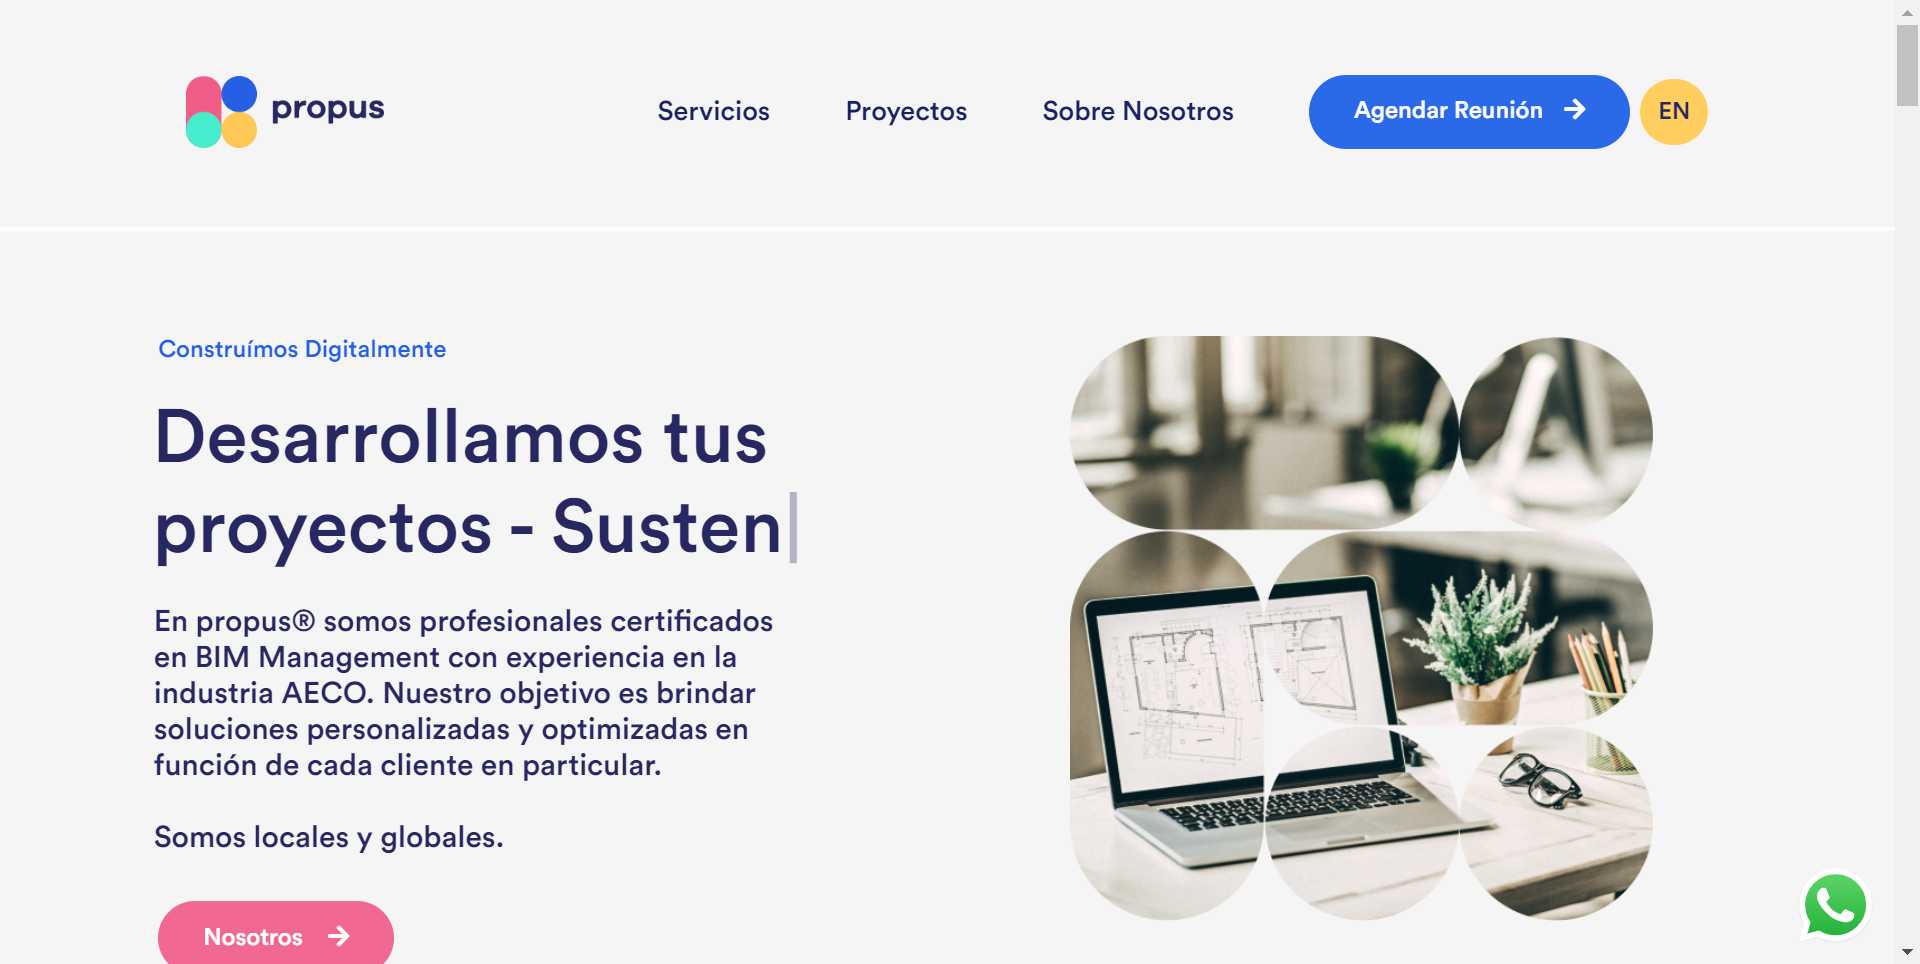 propus
Servicios
Proyectos
Sobre Nosotros
Agendar Reunión
EN
Construímos Digitalmente
Desarrollamos tus
proyectos - Susten
En propus® somos profesionales certificados
en BIM Management con experiencia en la
industria AECO. Nuestro objetivo es brindar
soluciones personalizadas y optimizadas en
función de cada cliente en particular.
Somos locales y globales.
Nosotros